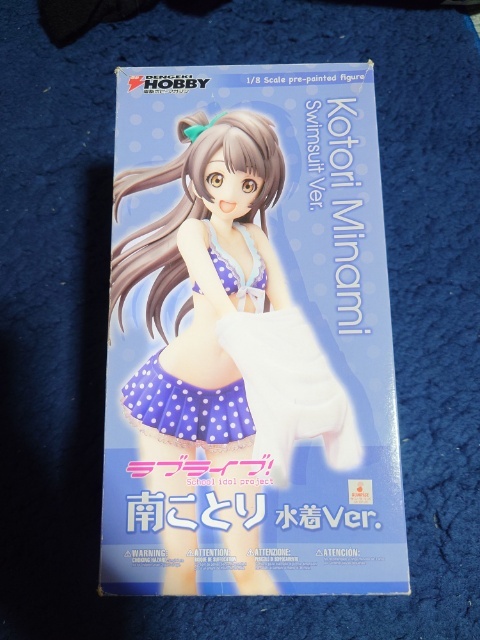 DENGEKI
HOBBY
電撃ホビーマガジン
1/8 Scale pre-painted figure
Kotori Minami
Swimsuit Ver.
ラブライブ!
School idol project
南ことり 水着Ver.
WARNING:
ATTENTION:
ATTENZIONE:
ATENCIÓN: